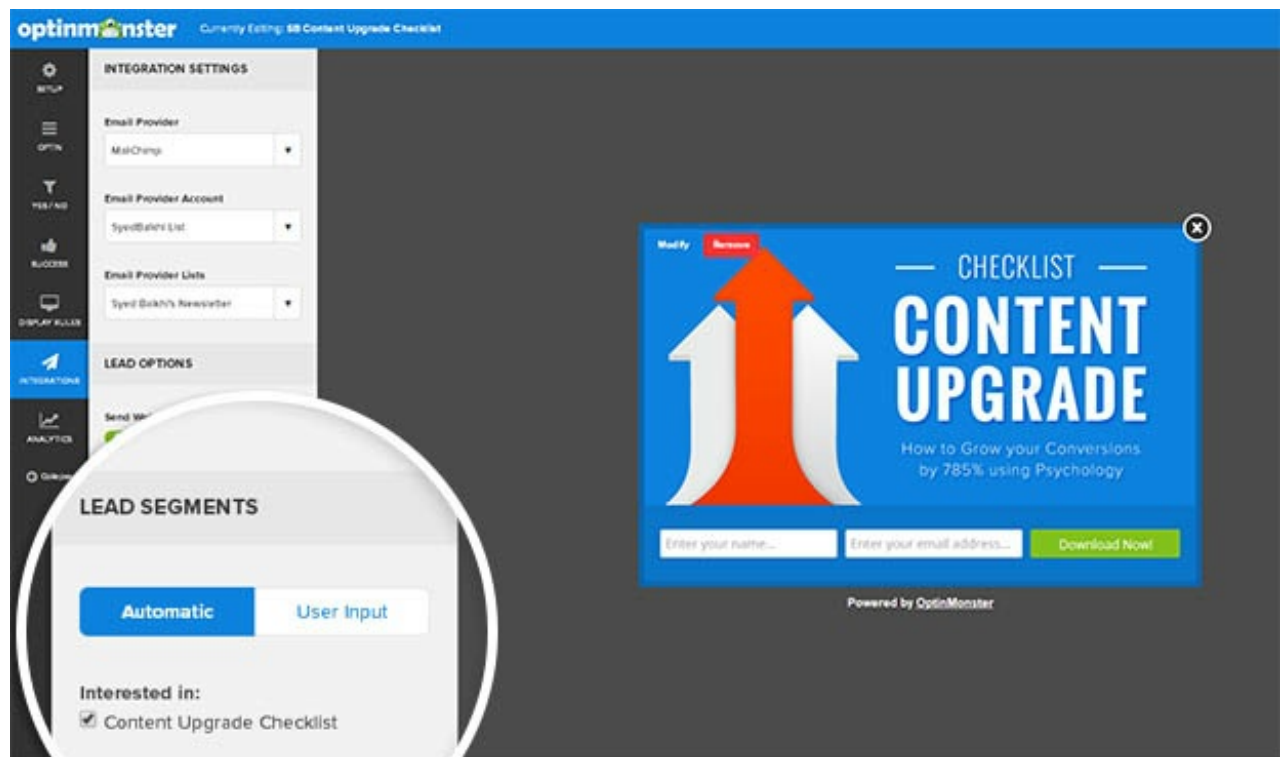 optinmonster Currently Editing: SB Content Upgrade Checklist
SETUP
OPTIN
YES / NO
SUCCESS
DISPLAY RULES
INTEGRATIONS
ANALYTICS
INTEGRATION SETTINGS
Email Provider
MailChimp
Email Provider Account
SyedBalkhi List
Email Provider Lists
Syed Balkhi's Newsletter
LEAD OPTIONS
Send
LEAD SEGMENTS
Automatic User Input
Interested in:
Content Upgrade Checklist
Modify Remove
CHECKLIST
CONTENT
UPGRADE
How to Grow your Conversions
by 785% using Psychology
Enter your name... Enter your email address... Download Now!
Powered by OptinMonster